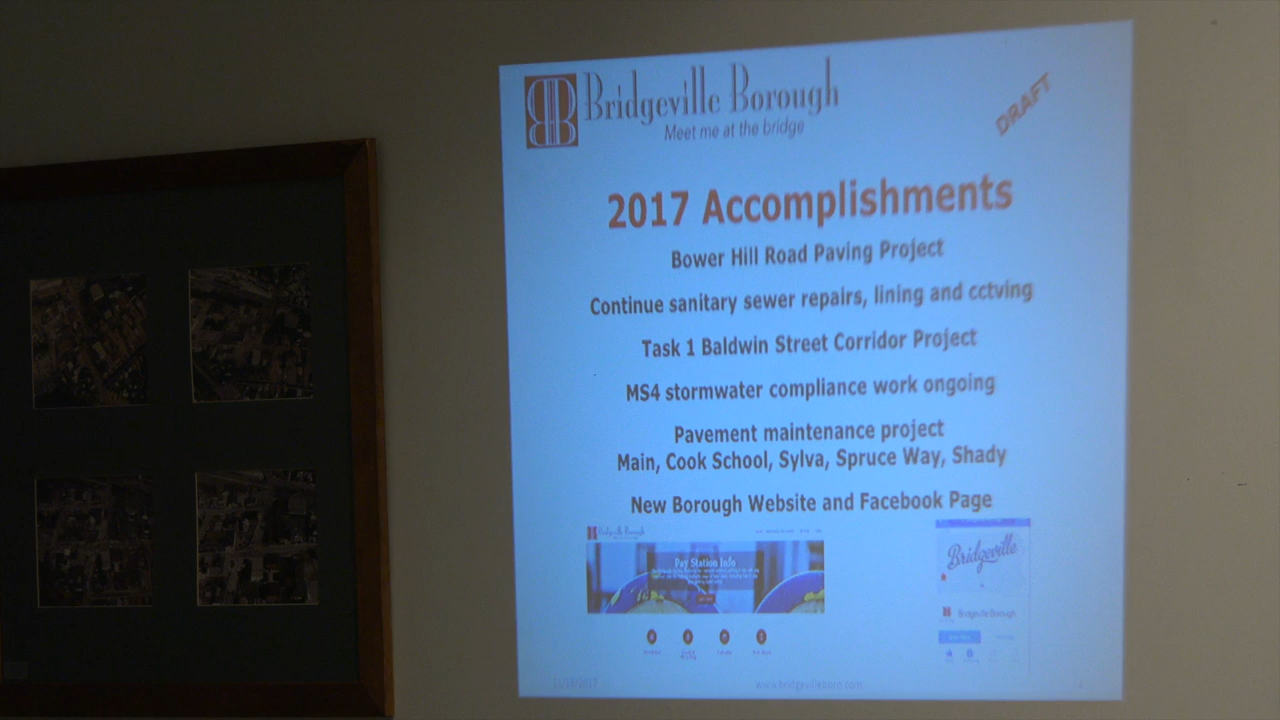 Bridgeville Borough
Meet me at the bridge
DRAFT
2017 Accomplishments
Bower Hill Road Paving Project
Continue sanitary sewer repairs, lining and cctving
Task 1 Baldwin Street Corridor Project
MS4 stormwater compliance work ongoing
Pavement maintenance project
Main, Cook School, Sylva, Spruce Way, Shady
New Borough Website and Facebook Page
Bridgeville Borough
Pay Station Info
Bridgeville
Bridgeville Borough
www.bridgevilleboro.com